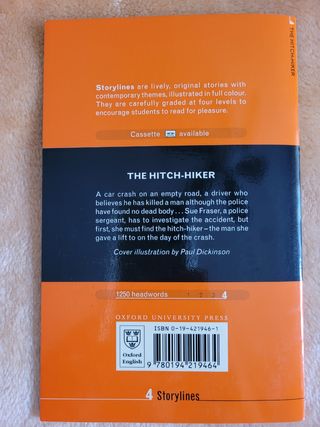 THE HITCH-HIKER
Storylines are lively, original stories with
contemporary themes, illustrated in full colour.
They are carefully graded at four levels to
encourage students to read for pleasure.
Cassette available
THE HITCH-HIKER
A car crash on an empty road, a driver who
believes he has killed a man although the police
have found no dead body . . . Sue Fraser, a police
sergeant, has to investigate the accident, but
first, she must find the hitch-hiker – the man she
gave a lift to on the day of the crash.
Cover illustration by Paul Dickinson
1250 headwords 1 2 3 4
OXFORD UNIVERSITY PRESS
Oxford
English
ISBN 0-19-421946-1
9 780194 219464
4 Storylines